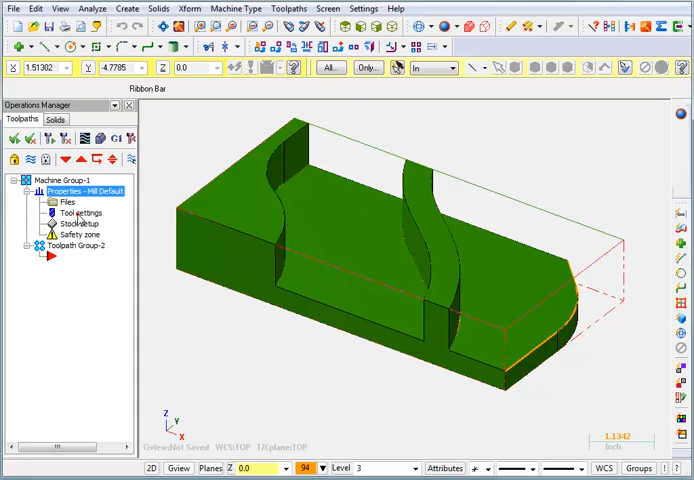 File Edit View Analyze Create Solids Xform Machine Type Toolpaths Screen Settings Help
X 1.51302 Y -4.7785 Z 0.0 All... Only... In
Ribbon Bar
Operations Manager
Toolpaths Solids
G1
Machine Group-1
Properties - Mill Default
Files
Tool settings
Stock setup
Safety zone
Toolpath Group-2
Z
Y
X
Gview:Not Saved WCS:TOP T/Cplane:TOP
1.1342
Inch
2D Gview Planes Z 0.0 94 Level 3 Attributes WCS Groups ! ?